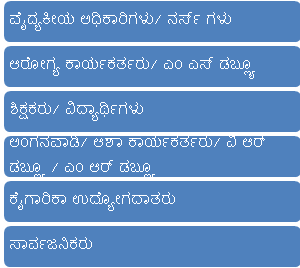 ವೈದ್ಯಕೀಯ ಅಧಿಕಾರಿಗಳು/ ನರ್ಸ್ ಗಳು
ಆರೋಗ್ಯ ಕಾರ್ಯಕರ್ತರು/ ಎಂ ಎಸ್ ಡಬ್ಲ್ಯೂ
ಶಿಕ್ಷಕರು/ ವಿದ್ಯಾರ್ಥಿಗಳು
ಅಂಗನವಾಡಿ/ ಆಶಾ ಕಾರ್ಯಕರ್ತರು/ ವಿ ಆರ್
ಡಬ್ಲ್ಯೂ / ಎಂ ಆರ್ ಡಬ್ಲ್ಯೂ
ಕೈಗಾರಿಕಾ ಉದ್ಯೋಗದಾತರು
ಸಾರ್ವಜನಿಕರು